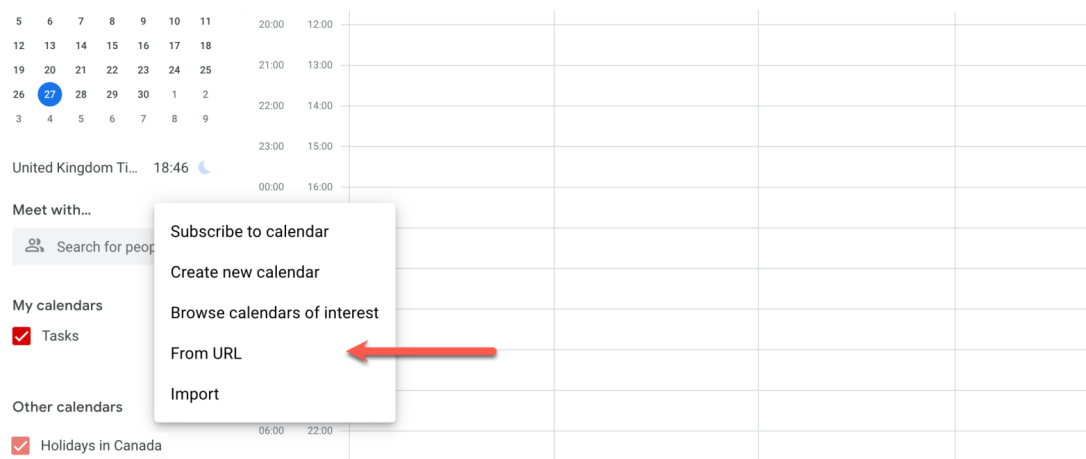 5 6 7 8 9 10 11
12 13 14 15 16 17 18
19 20 21 22 23 24 25
26 27 28 29 30 1 2
3 4 5 6 7 8 9
United Kingdom Ti... 18:46
Meet with...
Search for peop
My calendars
Tasks
Other calendars
Holidays in Canada
Subscribe to calendar
Create new calendar
Browse calendars of interest
From URL
Import
20:00 12:00
21:00 13:00
22:00 14:00
23:00 15:00
00:00 16:00
06:00 22:00